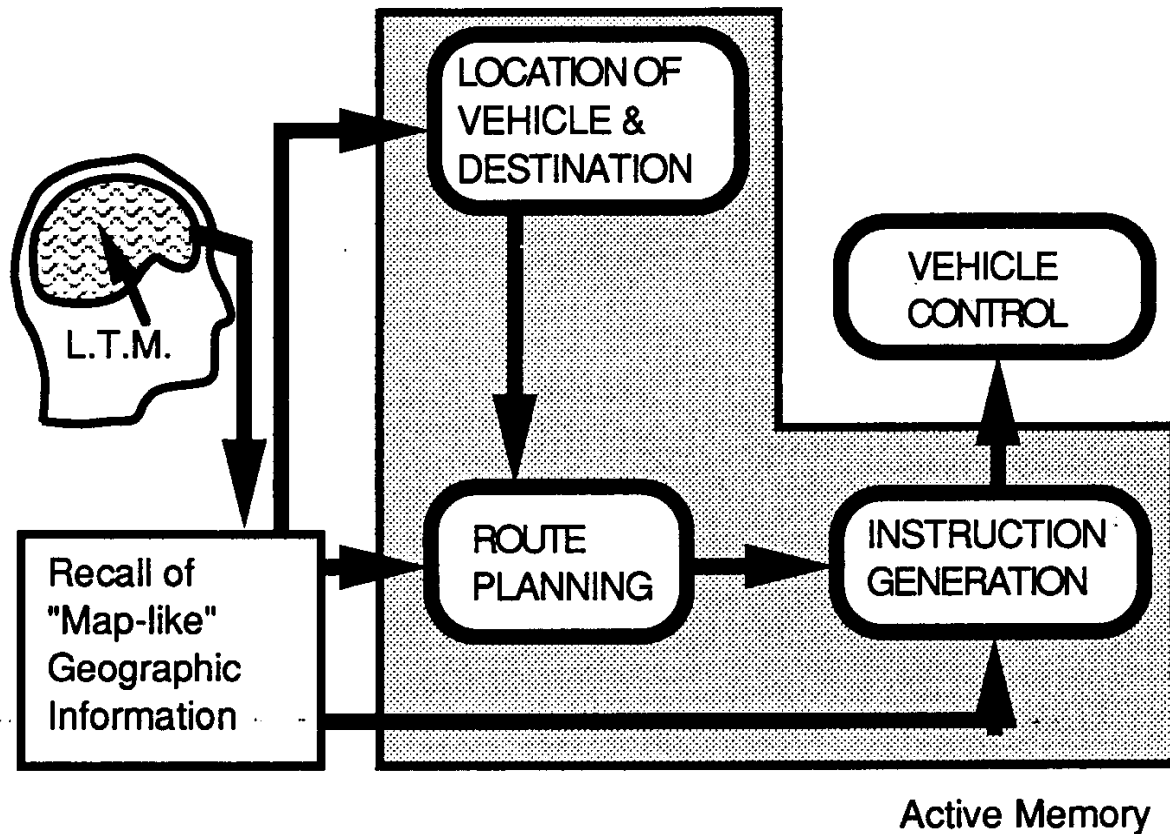 LOCATION OF
VEHICLE &
DESTINATION
L.T.M.
VEHICLE
CONTROL
Recall of
"Map-like"
Geographic
Information
ROUTE
PLANNING
INSTRUCTION
GENERATION
Active Memory